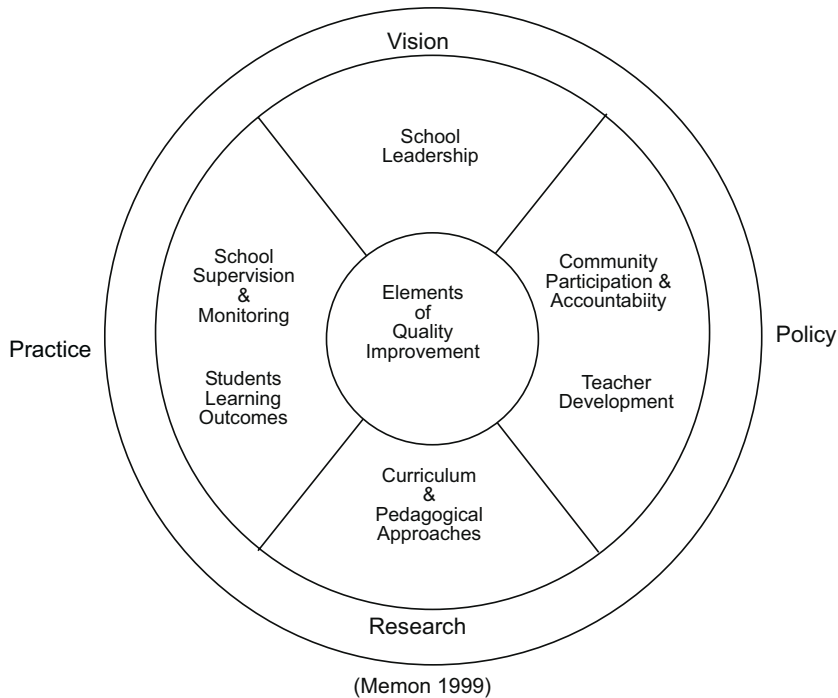 Vision
School
Leadership
School
Supervision
&
Monitoring
Community
Participation &
Accountabiity
Elements
of
Quality
Improvement
Practice
Policy
Students
Learning
Outcomes
Teacher
Development
Curriculum
&
Pedagogical
Approaches
Research
(Memon 1999)